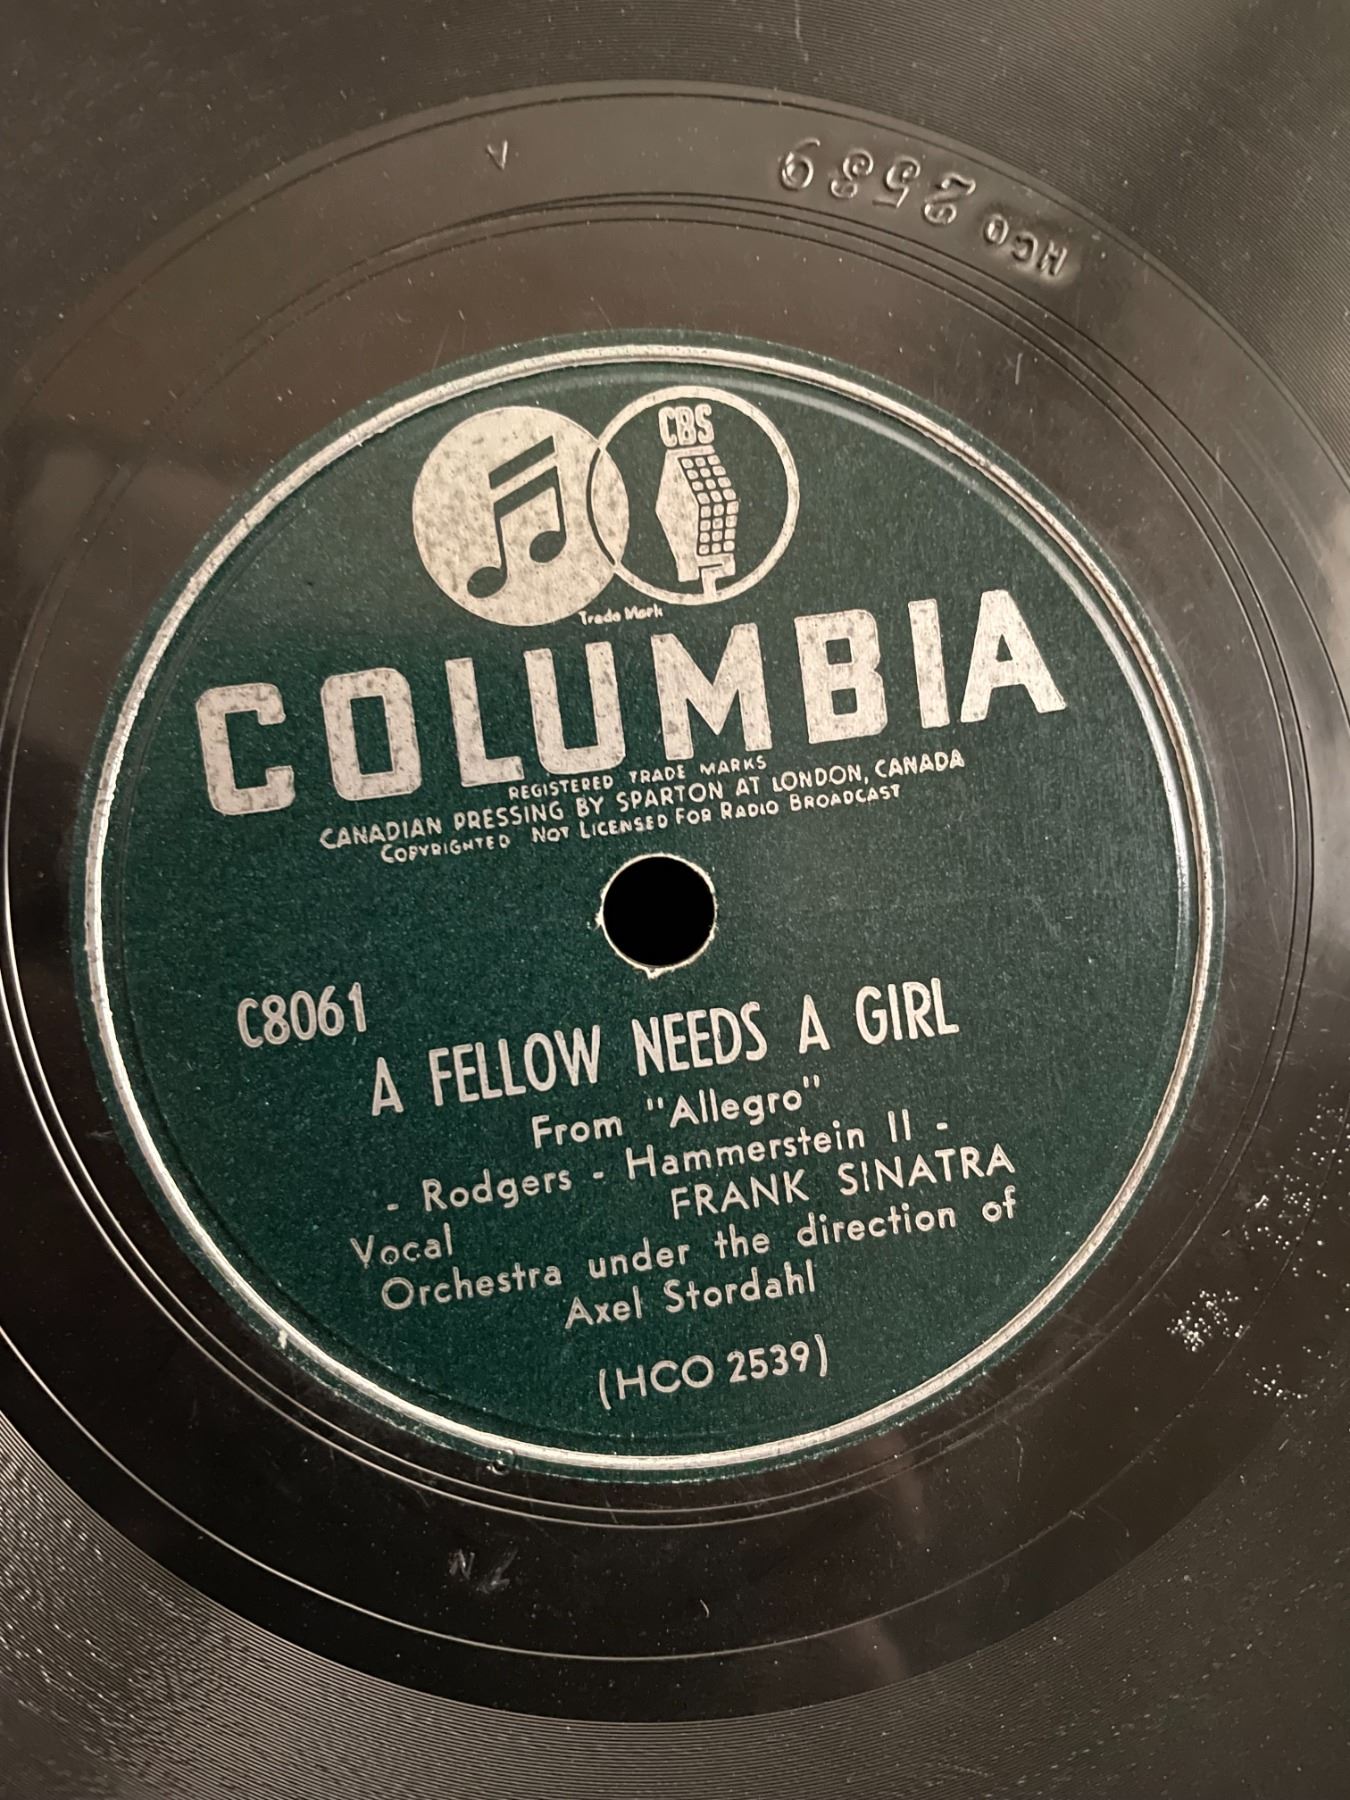 HCO 2539
CBS
Trade Mark
COLUMBIA
REGISTERED TRADE MARKS
CANADIAN PRESSING BY SPARTON AT LONDON, CANADA
COPYRIGHTED NOT LICENSED FOR RADIO BROADCAST
C8061
A FELLOW NEEDS A GIRL
From "Allegro"
- Rodgers - Hammerstein II -
Vocal FRANK SINATRA
Orchestra under the direction of
Axel Stordahl
(HCO 2539)